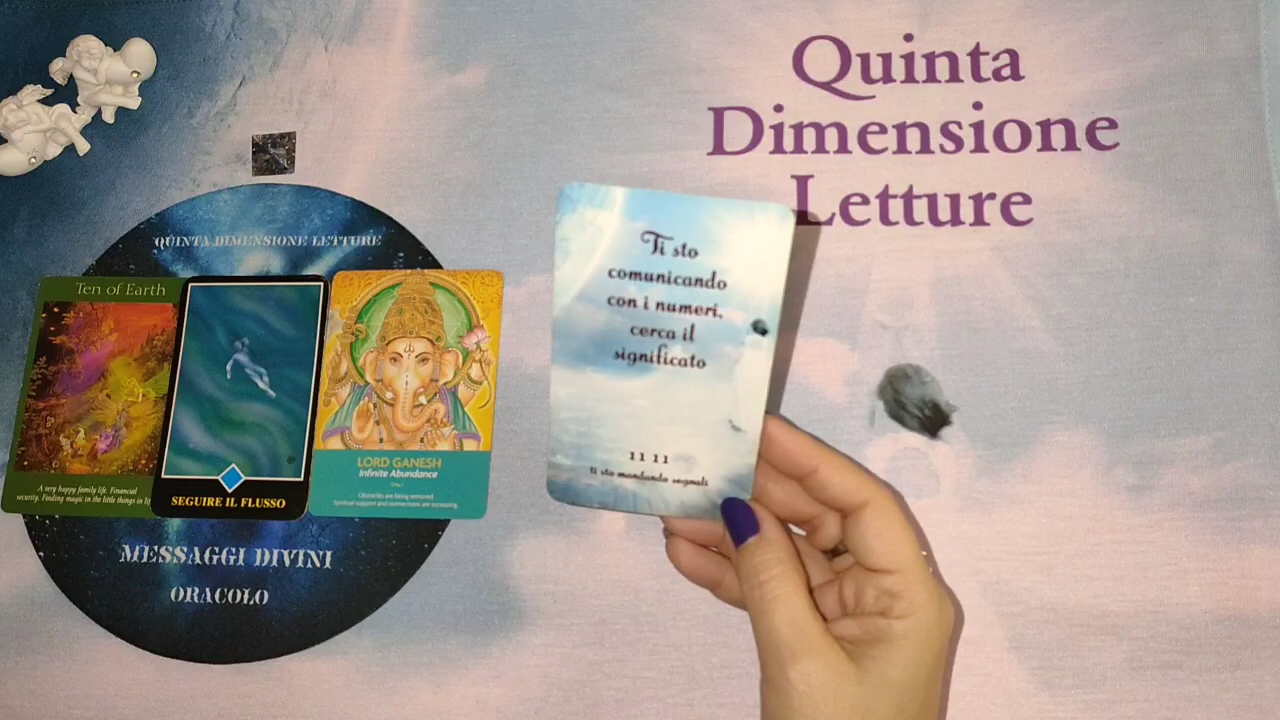 Quinta
Dimensione
Letture
QUINTA DIMENSIONE LETTURE
Ten of Earth
A very happy family life. Financial
security. Finding magic in the little things in
SEGUIRE IL FLUSSO
LORD GANESH
Infinite Abundance
Obstacles are being removed
Spiritual support and connections are increasing
MESSAGGI DIVINI
ORACOLO
Ti sto
comunicando
con i numeri,
cerca il
significato
11 11
ti sto mandando segnali